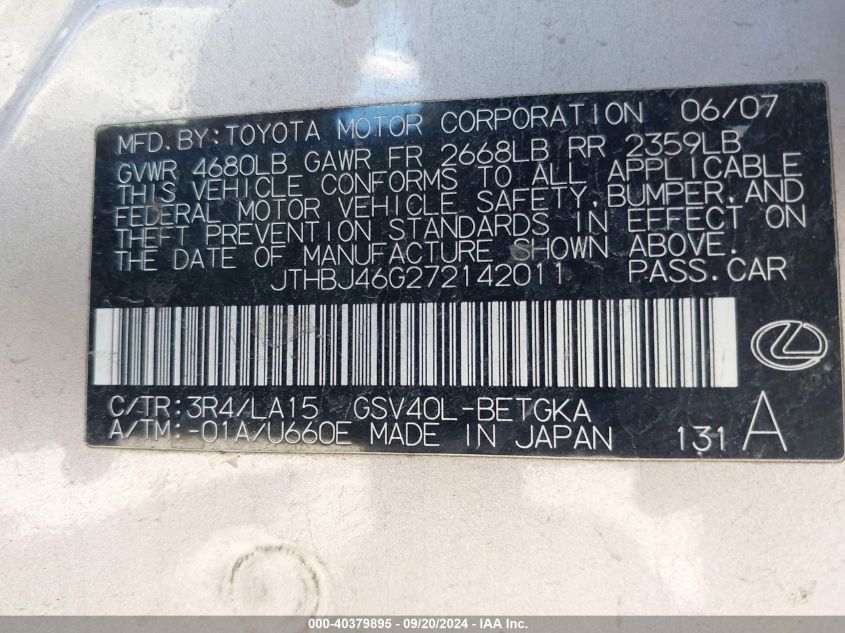 MFD.BY:TOYOTA MOTOR CORPORATION 06/07
GVWR 4680LB GAWR FR 2668LB RR 2359LB
THIS VEHICLE CONFORMS TO ALL APPLICABLE
FEDERAL MOTOR VEHICLE SAFETY,BUMPER,AND
THEFT PREVENTION STANDARDS IN EFFECT ON
THE DATE OF MANUFACTURE SHOWN ABOVE.
JTHBJ46G272142011 PASS.CAR
C/TR:3R4/LA15 GSV40L-BETGKA
A/TM:-01A/U660E MADE IN JAPAN 131 A
000-40379895 - 09/20/2024 - IAA Inc.